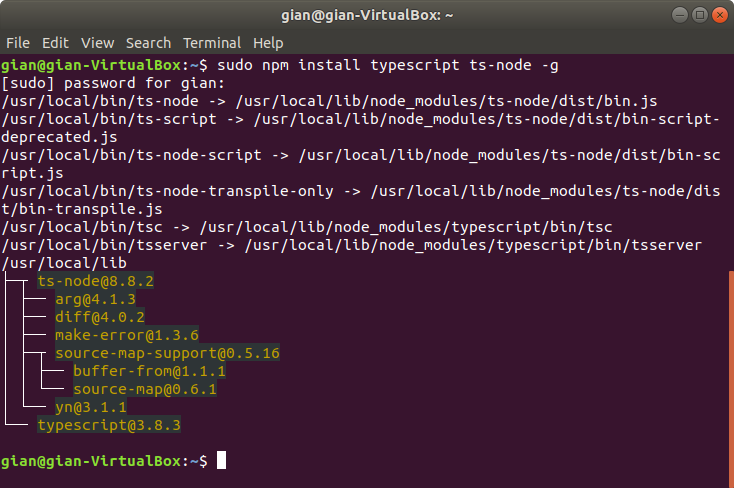 gian@gian-VirtualBox: ~
File Edit View Search Terminal Help
gian@gian-VirtualBox:~$ sudo npm install typescript ts-node -g
[sudo] password for gian:
/usr/local/bin/ts-node -> /usr/local/lib/node_modules/ts-node/dist/bin.js
/usr/local/bin/ts-script -> /usr/local/lib/node_modules/ts-node/dist/bin-script-
deprecated.js
/usr/local/bin/ts-node-script -> /usr/local/lib/node_modules/ts-node/dist/bin-sc
ript.js
/usr/local/bin/ts-node-transpile-only -> /usr/local/lib/node_modules/ts-node/dis
t/bin-transpile.js
/usr/local/bin/tsc -> /usr/local/lib/node_modules/typescript/bin/tsc
/usr/local/bin/tsserver -> /usr/local/lib/node_modules/typescript/bin/tsserver
/usr/local/lib
├─┬ ts-node@8.8.2
│ ├── arg@4.1.3
│ ├── diff@4.0.2
│ ├── make-error@1.3.6
│ ├─┬ source-map-support@0.5.16
│ │ ├── buffer-from@1.1.1
│ │ └── source-map@0.6.1
│ └── yn@3.1.1
└── typescript@3.8.3
gian@gian-VirtualBox:~$